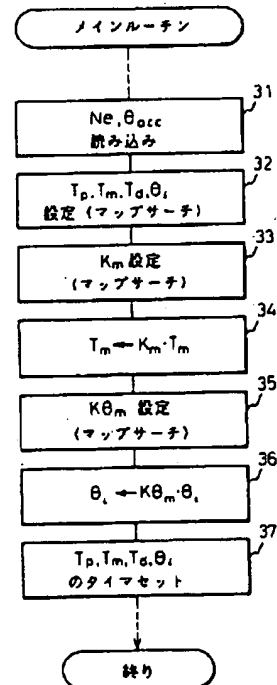 メインルーチン
31
Ne, θacc
読み込み
32
Tp, Tm, Td, θi
設定 (マップサーチ)
33
Km 設定
(マップサーチ)
34
Tm ← Km・Tm
35
Kθm 設定
(マップサーチ)
36
θi ← Kθm・θi
37
Tp, Tm, Td, θi
のタイマセット
終り